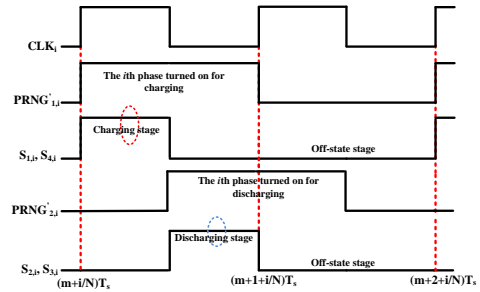 CLKi
The ith phase turned on for
charging
PRNG'1,i
Charging stage
S1,i, S4,i
Off-state stage
The ith phase turned on for
discharging
PRNG'2,i
Discharging stage
S2,i, S3,i
Off-state stage
(m+i/N)Ts
(m+1+i/N)Ts
(m+2+i/N)Ts